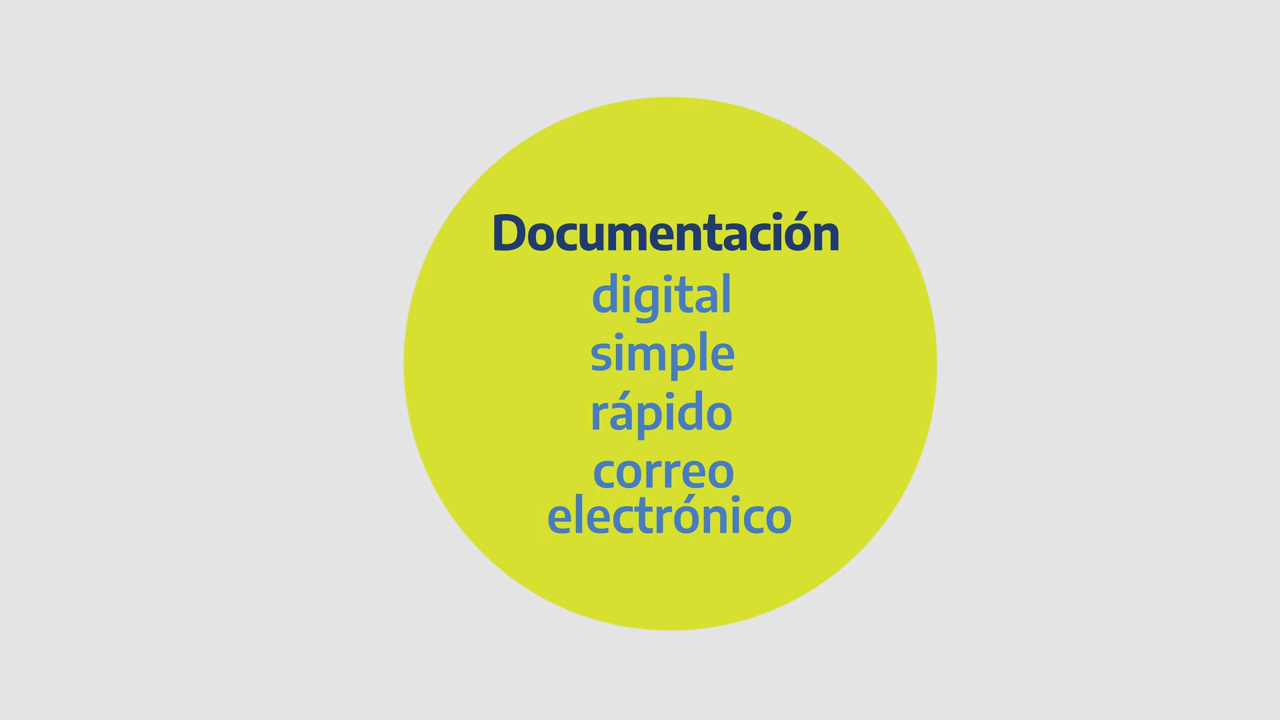 Documentación
digital
simple
rápido
correo
electrónico